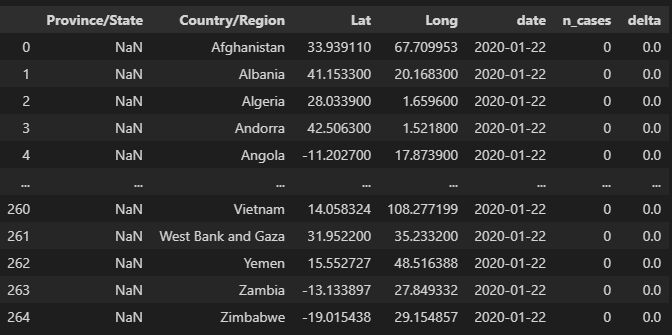 Province/State Country/Region Lat Long date n_cases delta
0 NaN Afghanistan 33.939110 67.709953 2020-01-22 0 0.0
1 NaN Albania 41.153300 20.168300 2020-01-22 0 0.0
2 NaN Algeria 28.033900 1.659600 2020-01-22 0 0.0
3 NaN Andorra 42.506300 1.521800 2020-01-22 0 0.0
4 NaN Angola -11.202700 17.873900 2020-01-22 0 0.0
... ... ... ... ... ... ... ...
260 NaN Vietnam 14.058324 108.277199 2020-01-22 0 0.0
261 NaN West Bank and Gaza 31.952200 35.233200 2020-01-22 0 0.0
262 NaN Yemen 15.552727 48.516388 2020-01-22 0 0.0
263 NaN Zambia -13.133897 27.849332 2020-01-22 0 0.0
264 NaN Zimbabwe -19.015438 29.154857 2020-01-22 0 0.0